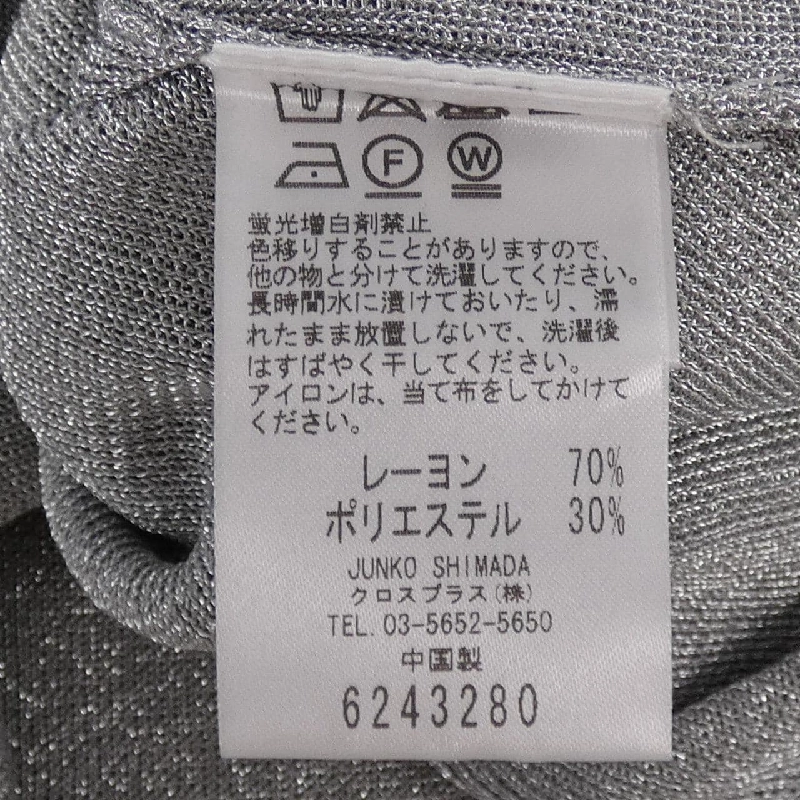 F W
蛍光増白剤禁止
色移りすることがありますので、
他の物と分けて洗濯してください。
長時間水に漬けておいたり、濡
れたまま放置しないで、洗濯後
はすばやく干してください。
アイロンは、当て布をしてかけて
ください。
レーヨン 70%
ポリエステル 30%
JUNKO SHIMADA
クロスプラス(株)
TEL. 03-5652-5650
中国製
6243280